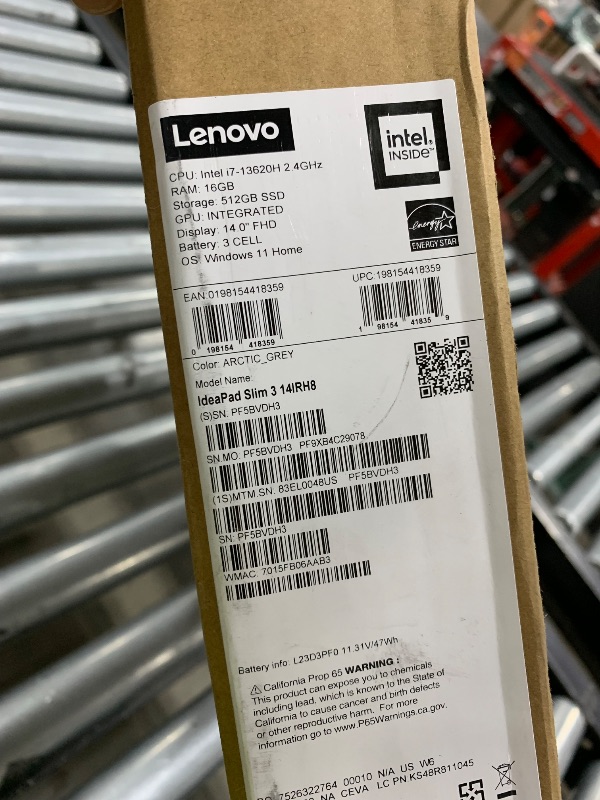 Lenovo
intel.
INSIDE™
CPU: Intel i7-13620H 2.4GHz
RAM: 16GB
Storage: 512GB SSD
GPU: INTEGRATED
Display: 14.0" FHD
Battery: 3 CELL
OS: Windows 11 Home
energy
ENERGY STAR
EAN:0198154418359
UPC:198154418359
0 198154 418359
1 98154 41835 9
Color: ARCTIC_GREY
Model Name:
IdeaPad Slim 3 14IRH8
(S)SN. PF5BVDH3
SN.MO: PF5BVDH3 PF9XB4C29078
(1S)MTM.SN. 83EL0048US PF5BVDH3
SN: PF5BVDH3
WMAC: 7015FB06AAB3
Battery info: L23D3PF0 11.31V/47Wh
California Prop 65 WARNING :
This product can expose you to chemicals
including lead, which is known to the State of
California to cause cancer and birth defects
or other reproductive harm. For more
information go to www.P65Warnings.ca.gov.
7526322764 00010 N/A US W6
NA CEVA LC PN KS48R811045